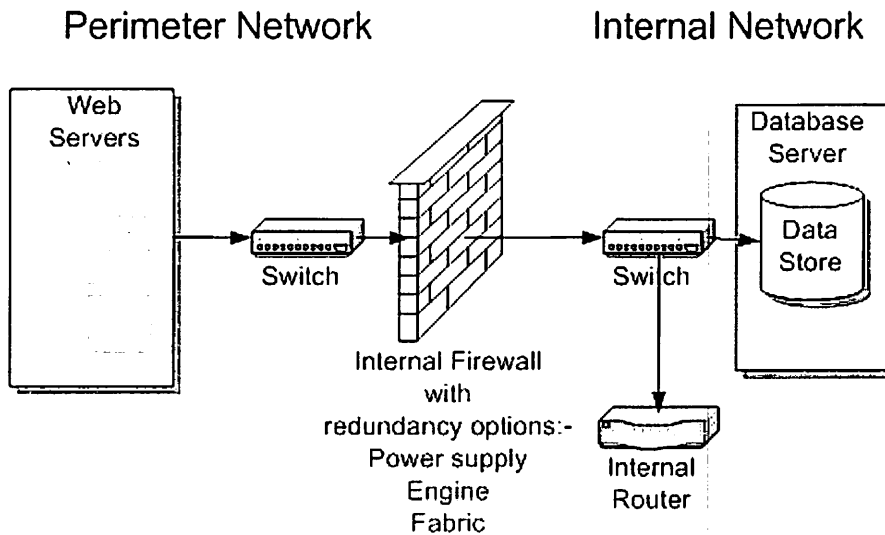 Perimeter Network
Internal Network
Web
Servers
Switch
Internal Firewall
with
redundancy options:-
Power supply
Engine
Fabric
Switch
Internal
Router
Database
Server
Data
Store